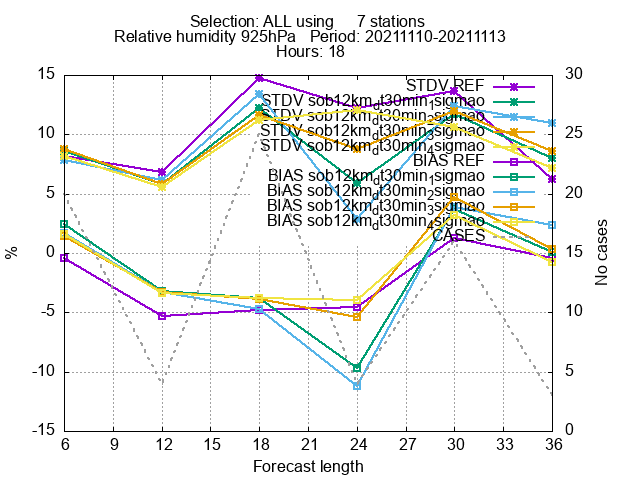 Selection: ALL using 7 stations
Relative humidity 925hPa Period: 20211110-20211113
Hours: 18
STDV REF
STDV sob12km_dt30min_1sigmao
STDV sob12km_dt30min_2sigmao
STDV sob12km_dt30min_3sigmao
STDV sob12km_dt30min_4sigmao
BIAS REF
BIAS sob12km_dt30min_1sigmao
BIAS sob12km_dt30min_2sigmao
BIAS sob12km_dt30min_3sigmao
BIAS sob12km_dt30min_4sigmao
CASES
15
10
5
0
-5
-10
-15
%
30
25
20
15
10
5
0
No cases
6 9 12 15 18 21 24 27 30 33 36
Forecast length